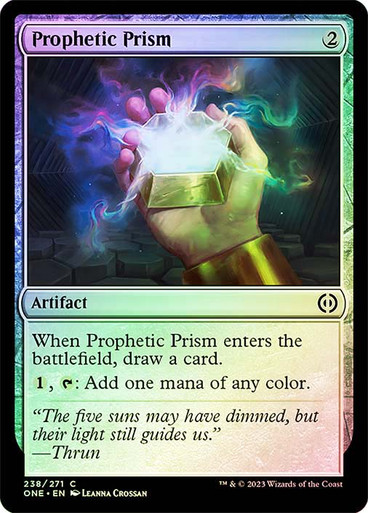 Prophetic Prism 2
Artifact
When Prophetic Prism enters the
battlefield, draw a card.
1, : Add one mana of any color.
“The five suns may have dimmed, but
their light still guides us.”
—Thrun
238/271 C
ONE • EN Leanna Crossan
™ & © 2023 Wizards of the Coast